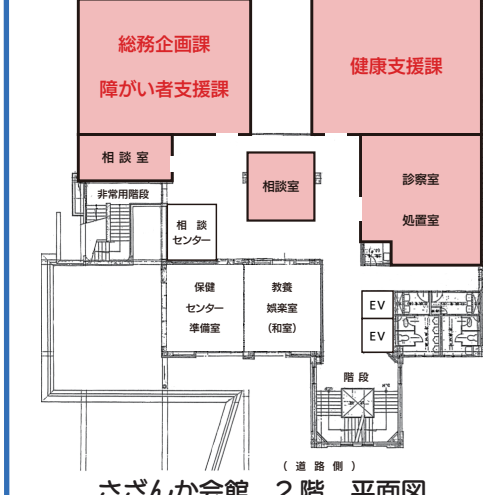 総務企画課
障がい者支援課
健康支援課
相談室
非常用階段
相談室
診察室
処置室
相談
センター
保健
センター
準備室
教養
娯楽室
(和室)
EV
EV
階段
(道路側)
さざんか会館 2階 平面図